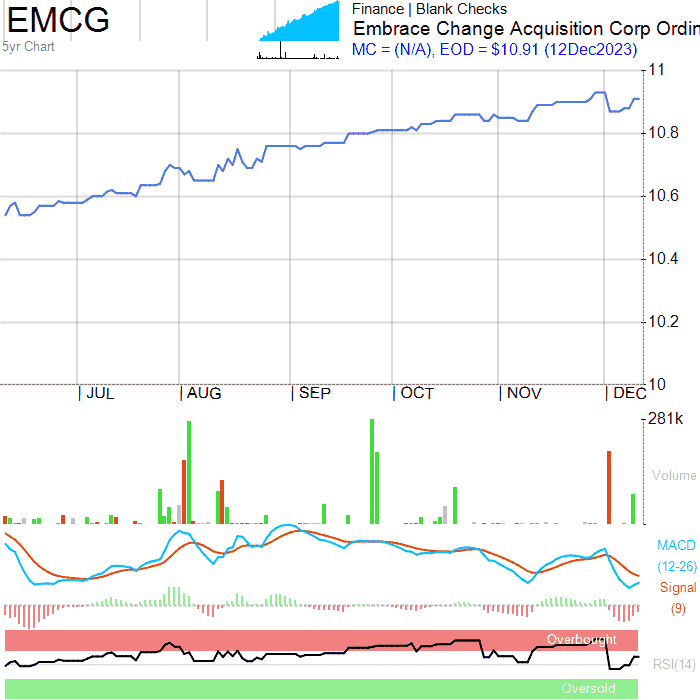 EMCG
5yr Chart
Finance | Blank Checks
Embrace Change Acquisition Corp Ordin
MC = (N/A), EOD = $10.91 (12Dec2023)
11
10.8
10.6
10.4
10.2
10
| JUL | AUG | SEP | OCT | NOV | DEC
281k
Volume
MACD
(12-26)
Signal
(9)
Overbought
RSI(14)
Oversold